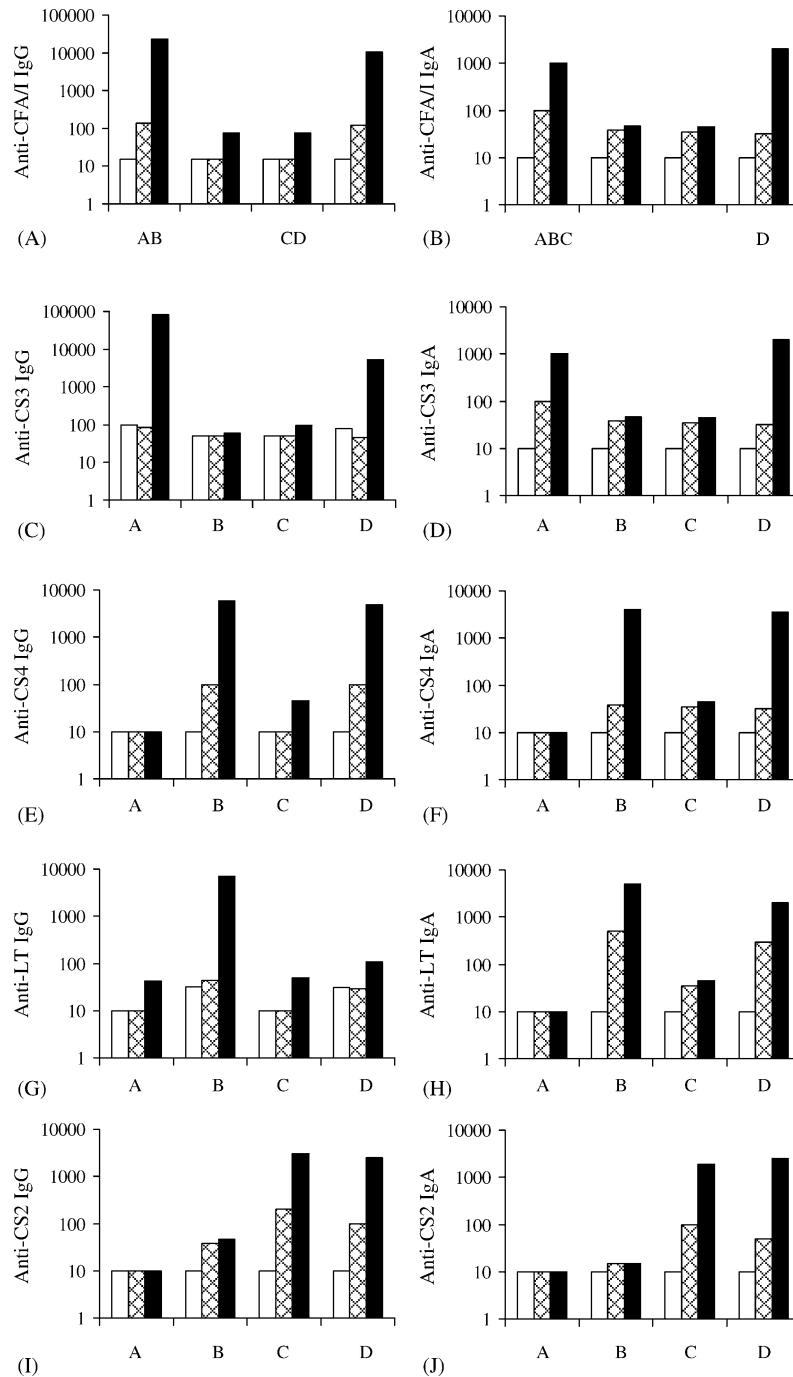 Anti-CFA/I IgG
100000
10000
1000
100
10
1
(A)
AB
CD
Anti-CFA/I IgA
10000
1000
100
10
1
(B)
ABC
D
Anti-CS3 IgG
100000
10000
1000
100
10
1
(C)
A B C D
Anti-CS3 IgA
10000
1000
100
10
1
(D)
A B C D
Anti-CS4 IgG
10000
1000
100
10
1
(E)
A B C D
Anti-CS4 IgA
10000
1000
100
10
1
(F)
A B C D
Anti-LT IgG
10000
1000
100
10
1
(G)
A B C D
Anti-LT IgA
10000
1000
100
10
1
(H)
A B C D
Anti-CS2 IgG
10000
1000
100
10
1
(I)
A B C D
Anti-CS2 IgA
10000
1000
100
10
1
(J)
A B C D